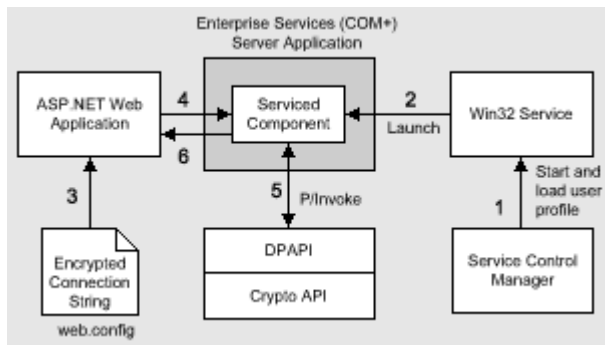 Enterprise Services (COM+)
Server Application
ASP.NET Web
Application
4
6
Serviced
Component
2
Launch
Win32 Service
3
5
P/Invoke
1
Start and
load user
profile
Encrypted
Connection
String
web.config
DPAPI
Crypto API
Service Control
Manager